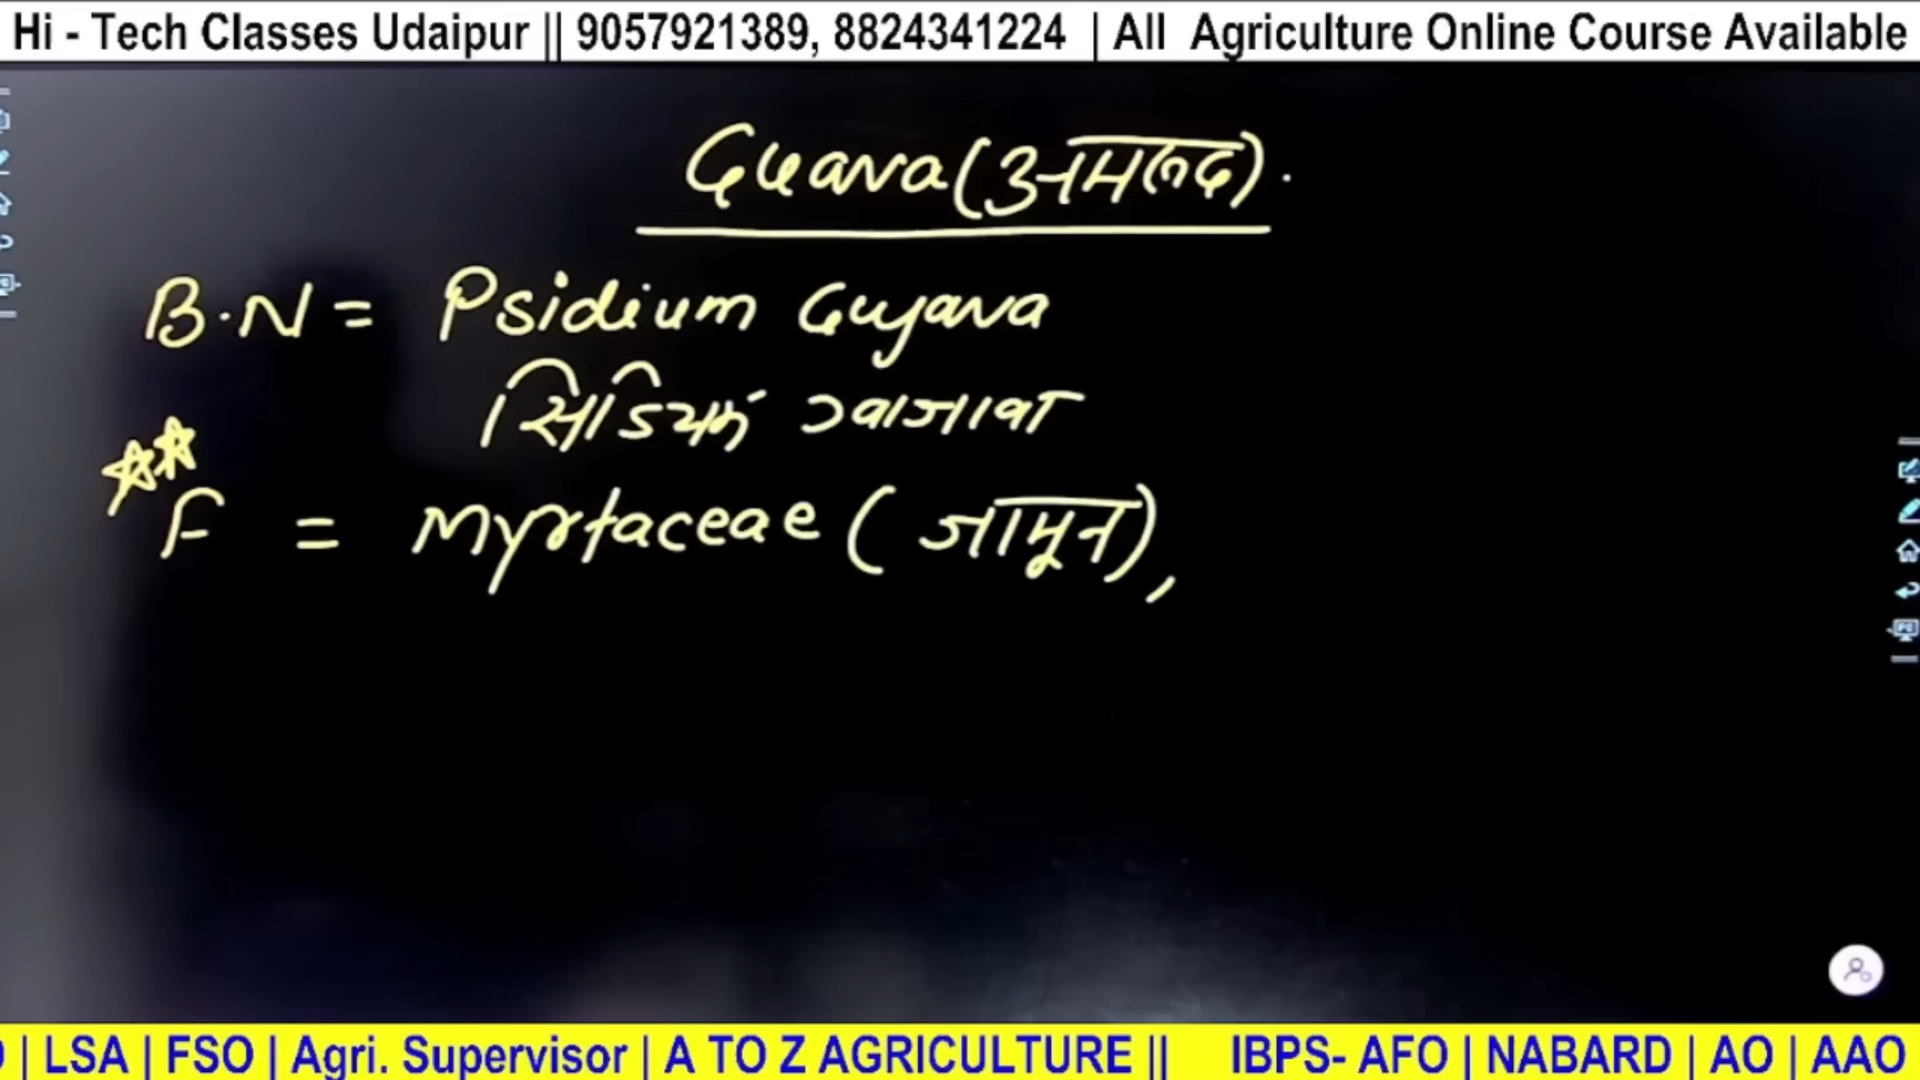 Hi - Tech Classes Udaipur || 9057921389, 8824341224 | All Agriculture Online Course Available
Guava (अमरूद)
B.N = Psidium Gujava
सिडियम ग्वाजावा
F = Myrtaceae (जामून),
| LSA | FSO | Agri. Supervisor | A TO Z AGRICULTURE || IBPS- AFO | NABARD | AO | AAO